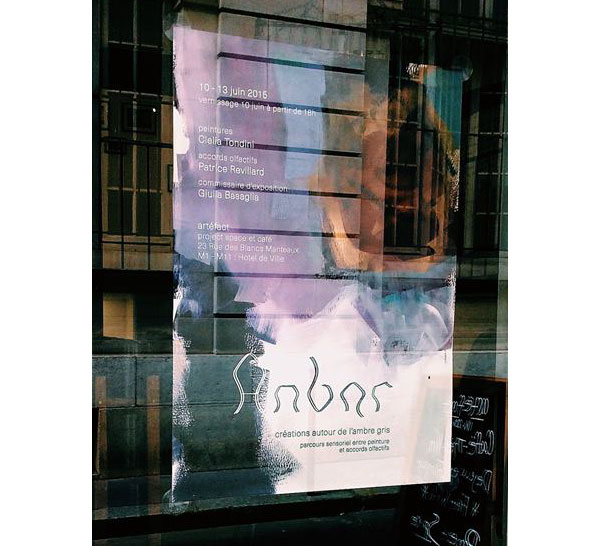 10 - 13 juin 2015
vernissage 10 juin à partir de 18h
peintures
Clelia Tondini
accords olfactifs
Patrice Revillard
commissaire d'exposition
Giulia Basaglia
artéfact
project space et café
23 Rue des Blancs Manteaux
M1 - M11 : Hotel de Ville
Anbar
créations autour de l'ambre gris
parcours sensoriel entre peinture
et accords olfactifs